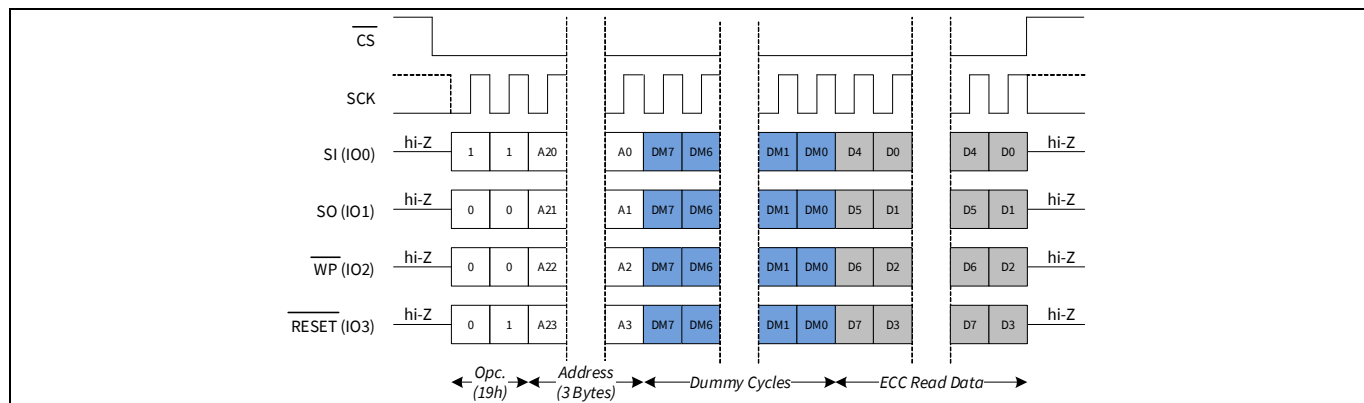 CS
SCK
SI (IO0) hi-Z 1 1 A20 A0 DM7 DM6 DM1 DM0 D4 D0 D4 D0 hi-Z
SO (IO1) hi-Z 0 0 A21 A1 DM7 DM6 DM1 DM0 D5 D1 D5 D1 hi-Z
WP (IO2) hi-Z 0 0 A22 A2 DM7 DM6 DM1 DM0 D6 D2 D6 D2 hi-Z
RESET (IO3) hi-Z 0 1 A23 A3 DM7 DM6 DM1 DM0 D7 D3 D7 D3 hi-Z
Opc. Address Dummy Cycles ECC Read Data
(19h) (3 Bytes)